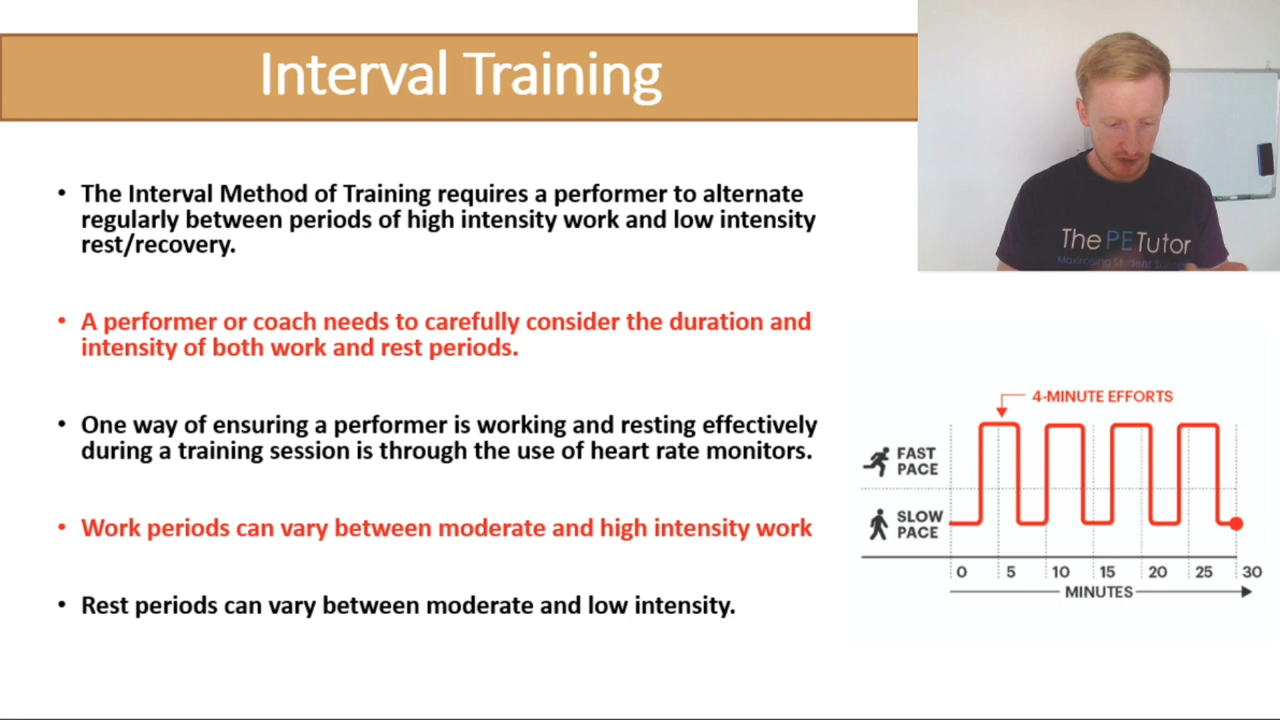 Interval Training
• The Interval Method of Training requires a performer to alternate
regularly between periods of high intensity work and low intensity
rest/recovery.
• A performer or coach needs to carefully consider the duration and
intensity of both work and rest periods.
• One way of ensuring a performer is working and resting effectively
during a training session is through the use of heart rate monitors.
• Work periods can vary between moderate and high intensity work
• Rest periods can vary between moderate and low intensity.
The PE Tutor
Maximising Student
4-MINUTE EFFORTS
FAST
PACE
SLOW
PACE
0 5 10 15 20 25 30
MINUTES